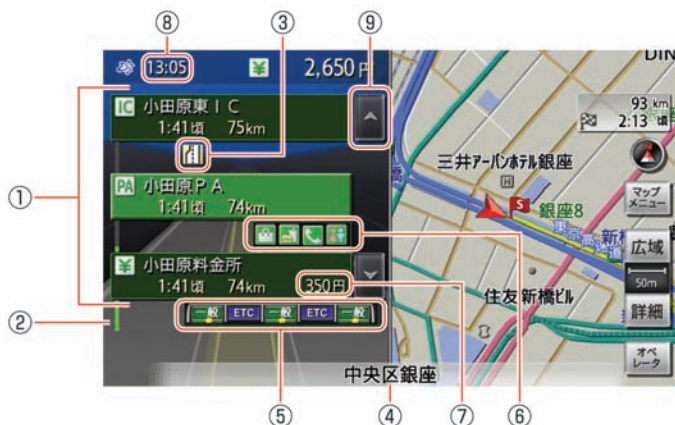 ⑧
③
⑨
13:05
¥
2,650円
IC 小田原東IC
1:41頃 75km
①
PA 小田原PA
1:41頃 74km
¥ 小田原料金所
1:41頃 74km 350円
②
一般 ETC 一般 ETC 一般
DIN
93 km
2:13 頃
三井アーバンホテル銀座
H
S
銀座8
マップ
メニュー
広域
50m
詳細
住友新橋ビル
オペ
レータ
中央区銀座
⑤
④
⑦
⑥